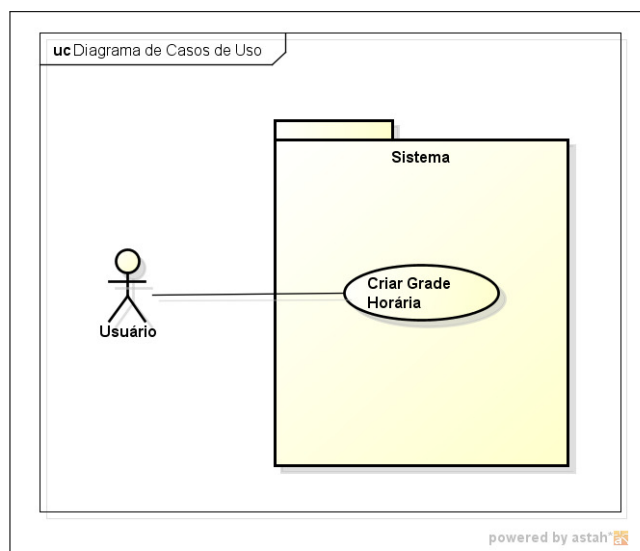 uc Diagrama de Casos de Uso
Sistema
Criar Grade
Horária
Usuário
powered by astah*